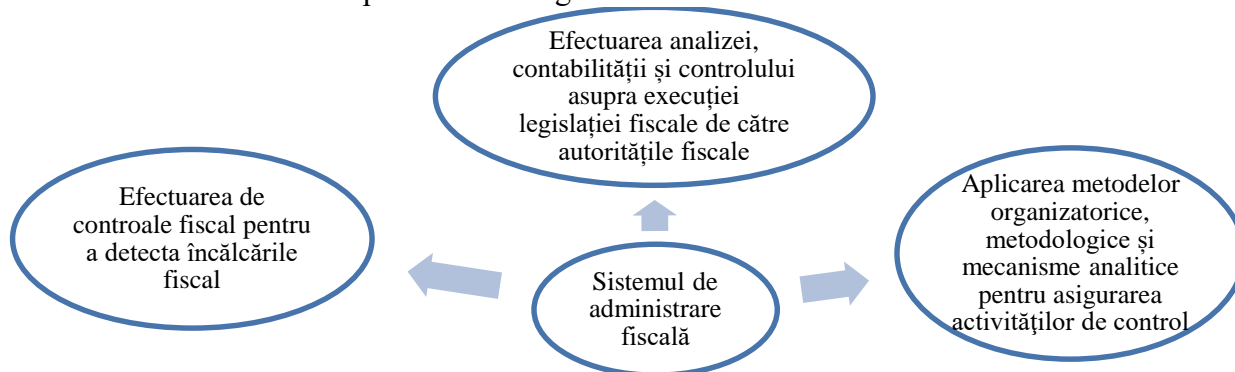 Efectuarea analizei,
contabilității și controlului
asupra execuției
legislației fiscale de către
autoritățile fiscale
Efectuarea de
controale fiscal pentru
a detecta încălcările
fiscal
Sistemul de
administrare
fiscală
Aplicarea metodelor
organizatorice,
metodologice și
mecanisme analitice
pentru asigurarea
activităţilor de control